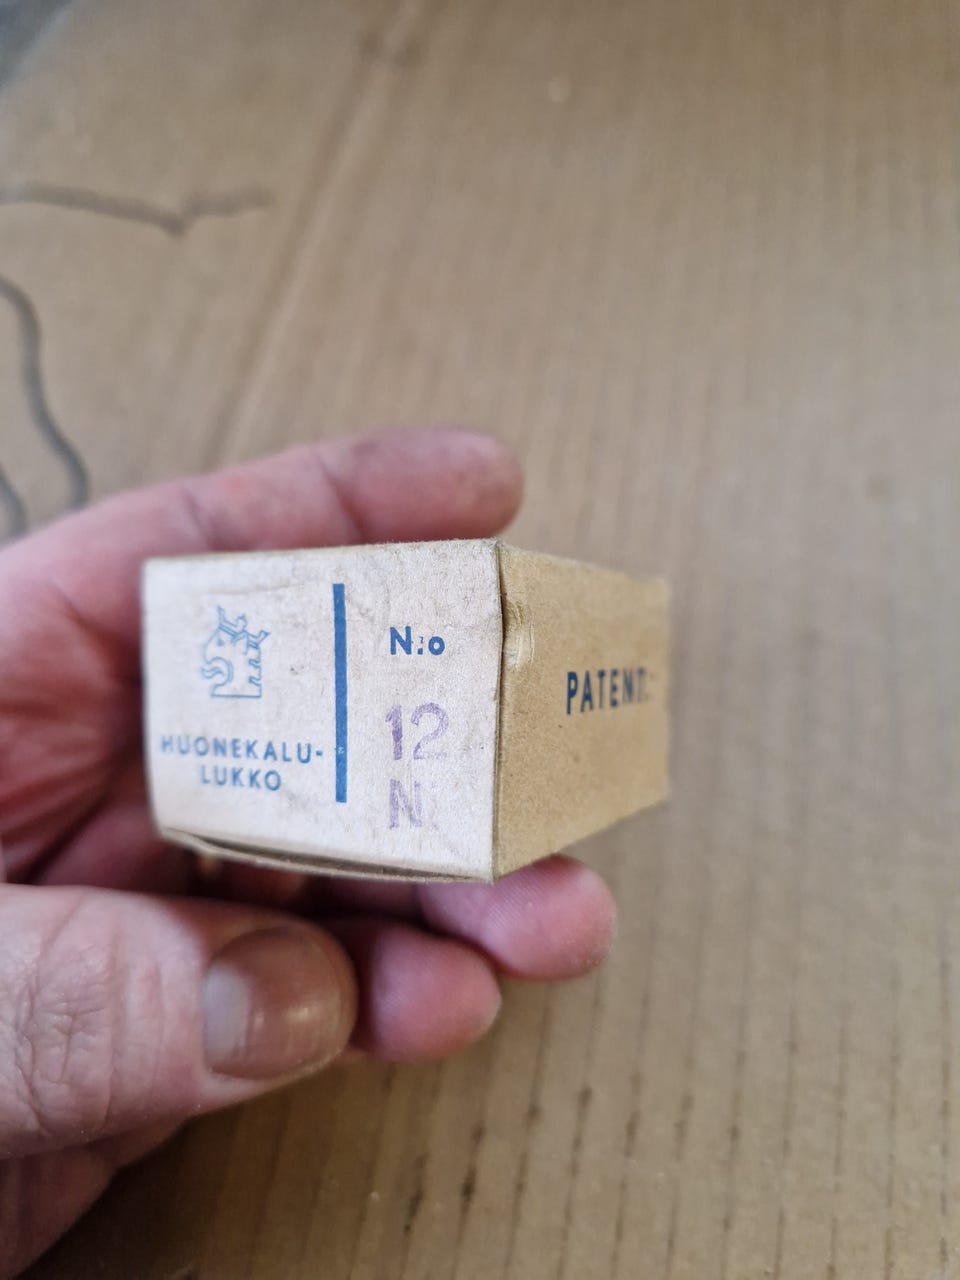 HUONEKALU-
LUKKO
N:o
12
N
PATENT.